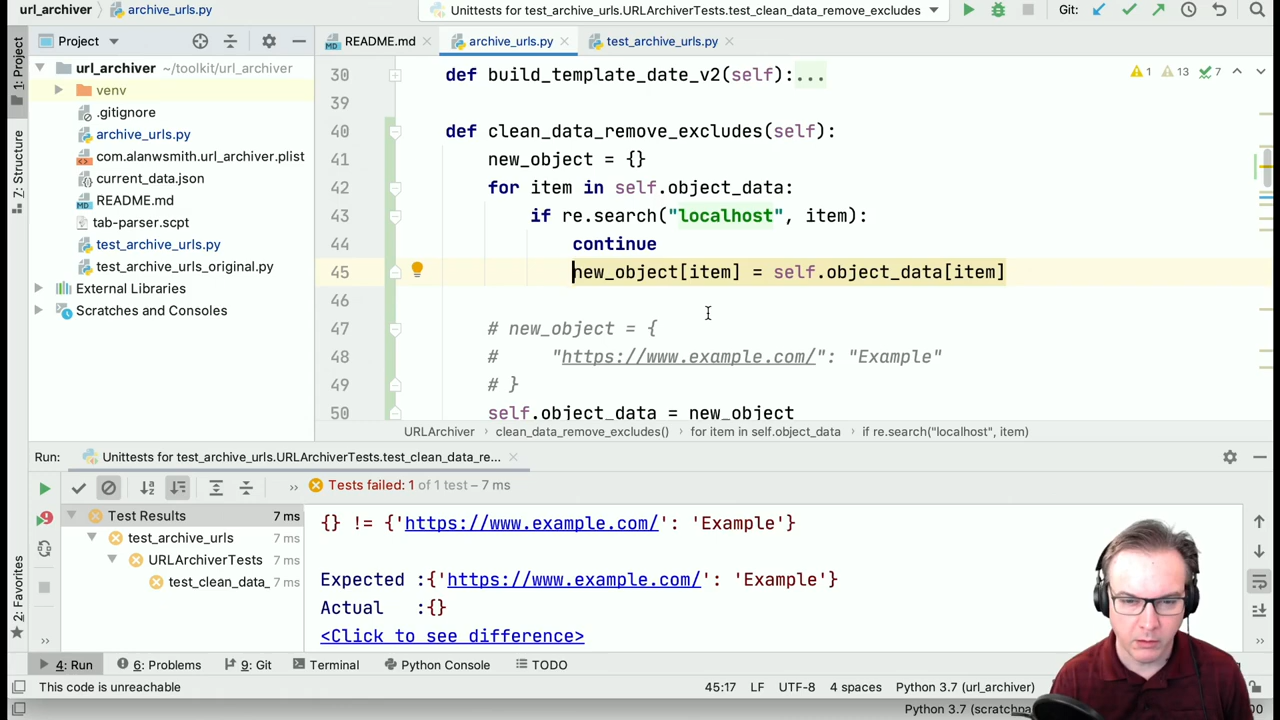 url_archiver
archive_urls.py
Unittests for test_archive_urls.URLArchiverTests.test_clean_data_remove_excludes
Git:
1: Project
7: Structure
2: Favorites
Project
url_archiver ~/toolkit/url_archiver
venv
.gitignore
archive_urls.py
com.alanwsmith.url_archiver.plist
current_data.json
README.md
tab-parser.scpt
test_archive_urls.py
test_archive_urls_original.py
External Libraries
Scratches and Consoles
README.md
archive_urls.py
test_archive_urls.py
1 13 7
30 def build_template_date_v2(self):...
39
40 def clean_data_remove_excludes(self):
41 new_object = {}
42 for item in self.object_data:
43 if re.search("localhost", item):
44 continue
45 new_object[item] = self.object_data[item]
46
47 # new_object = {
48 # "https://www.example.com/": "Example"
49 # }
50 self.object_data = new_object
URLArchiver › clean_data_remove_excludes() › for item in self.object_data › if re.search("localhost", item)
Run: Unittests for test_archive_urls.URLArchiverTests.test_clean_data_re...
» Tests failed: 1 of 1 test – 7 ms
Test Results 7 ms
test_archive_urls 7 ms
URLArchiverTests 7 ms
test_clean_data_ 7 ms
{} != {'https://www.example.com/': 'Example'}
Expected :{'https://www.example.com/': 'Example'}
Actual :{}
<Click to see difference>
4: Run
6: Problems
9: Git
Terminal
Python Console
TODO
This code is unreachable
45:17 LF UTF-8 4 spaces Python 3.7 (url_archiver)